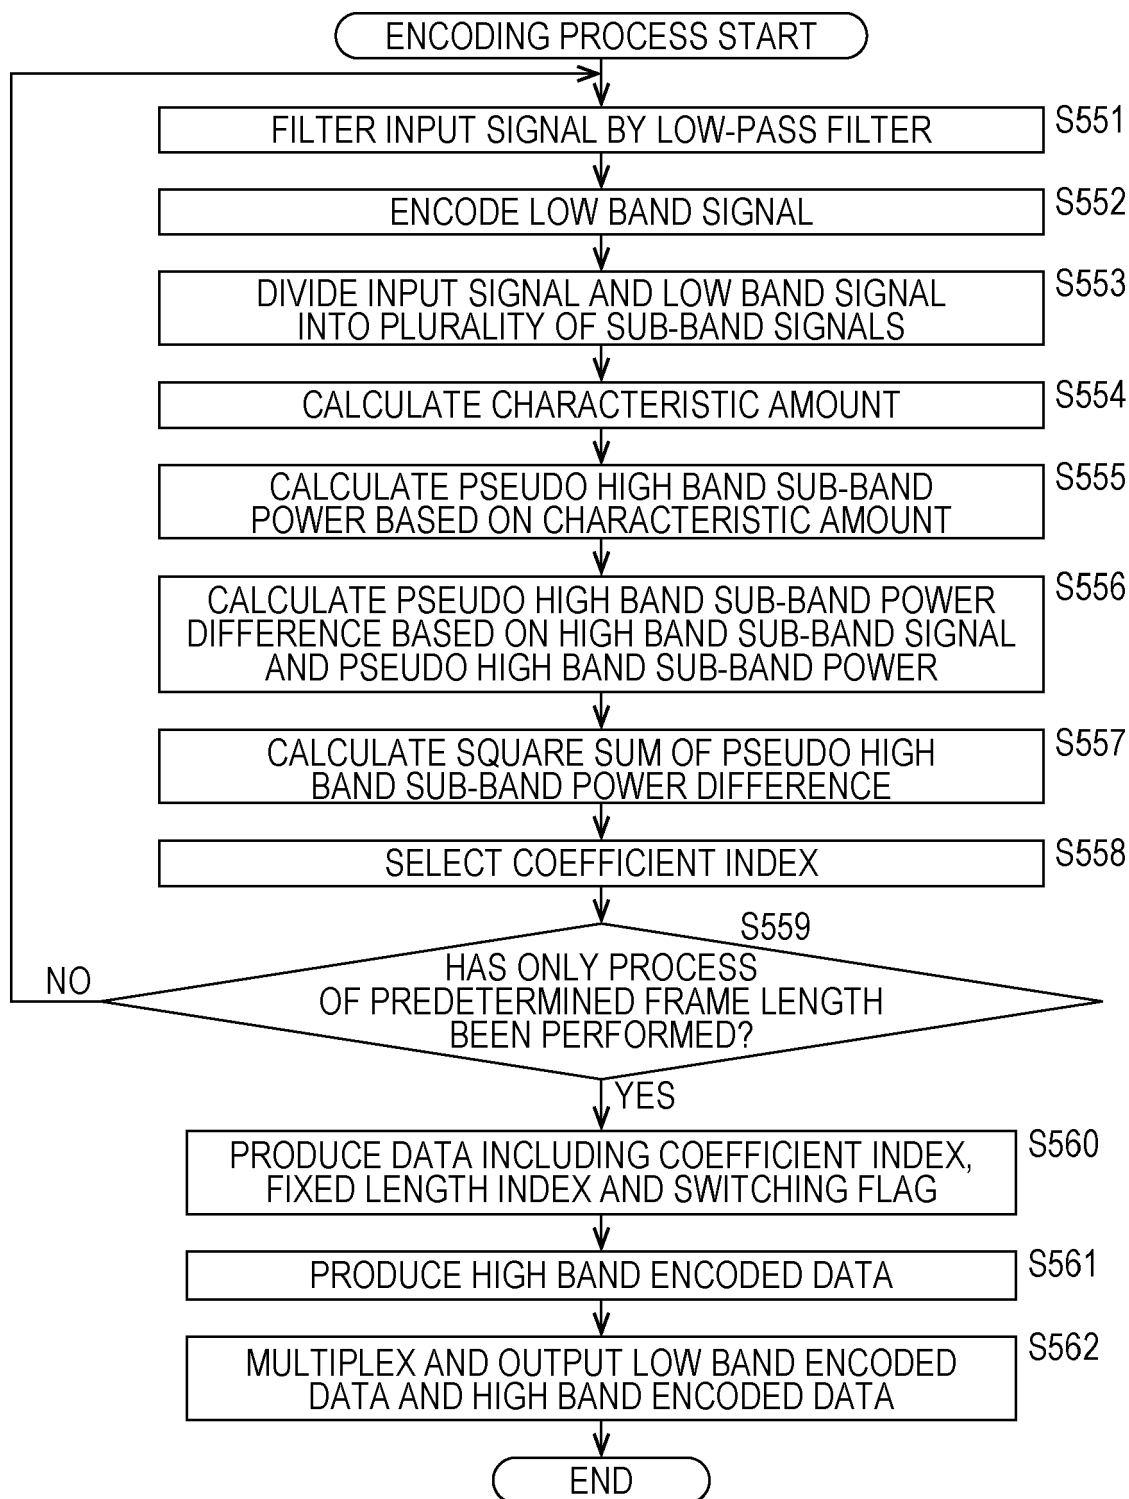 ENCODING PROCESS START
FILTER INPUT SIGNAL BY LOW-PASS FILTER
S551
ENCODE LOW BAND SIGNAL
S552
DIVIDE INPUT SIGNAL AND LOW BAND SIGNAL
INTO PLURALITY OF SUB-BAND SIGNALS
S553
CALCULATE CHARACTERISTIC AMOUNT
S554
CALCULATE PSEUDO HIGH BAND SUB-BAND
POWER BASED ON CHARACTERISTIC AMOUNT
S555
CALCULATE PSEUDO HIGH BAND SUB-BAND POWER
DIFFERENCE BASED ON HIGH BAND SUB-BAND SIGNAL
AND PSEUDO HIGH BAND SUB-BAND POWER
S556
CALCULATE SQUARE SUM OF PSEUDO HIGH
BAND SUB-BAND POWER DIFFERENCE
S557
SELECT COEFFICIENT INDEX
S558
S559
HAS ONLY PROCESS
OF PREDETERMINED FRAME LENGTH
BEEN PERFORMED?
NO
YES
PRODUCE DATA INCLUDING COEFFICIENT INDEX,
FIXED LENGTH INDEX AND SWITCHING FLAG
S560
PRODUCE HIGH BAND ENCODED DATA
S561
MULTIPLEX AND OUTPUT LOW BAND ENCODED
DATA AND HIGH BAND ENCODED DATA
S562
END